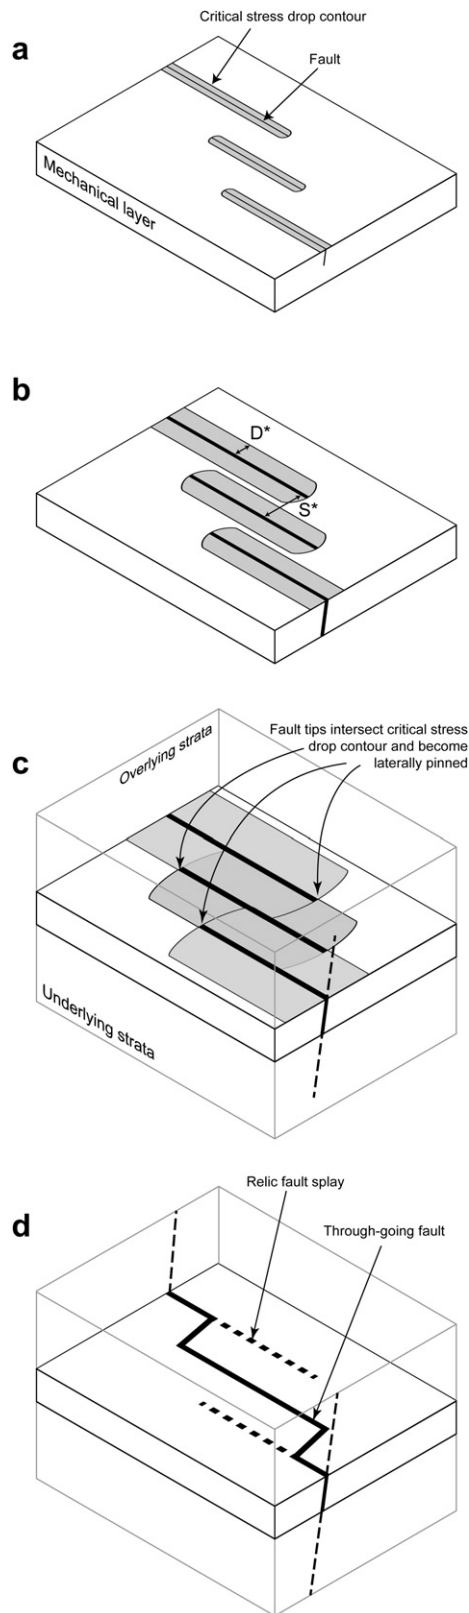 Critical stress drop contour
a
Fault
Mechanical layer
b
D*
S*
c
Overlying strata
Fault tips intersect critical stress
drop contour and become
laterally pinned
Underlying strata
Relic fault splay
d
Through-going fault